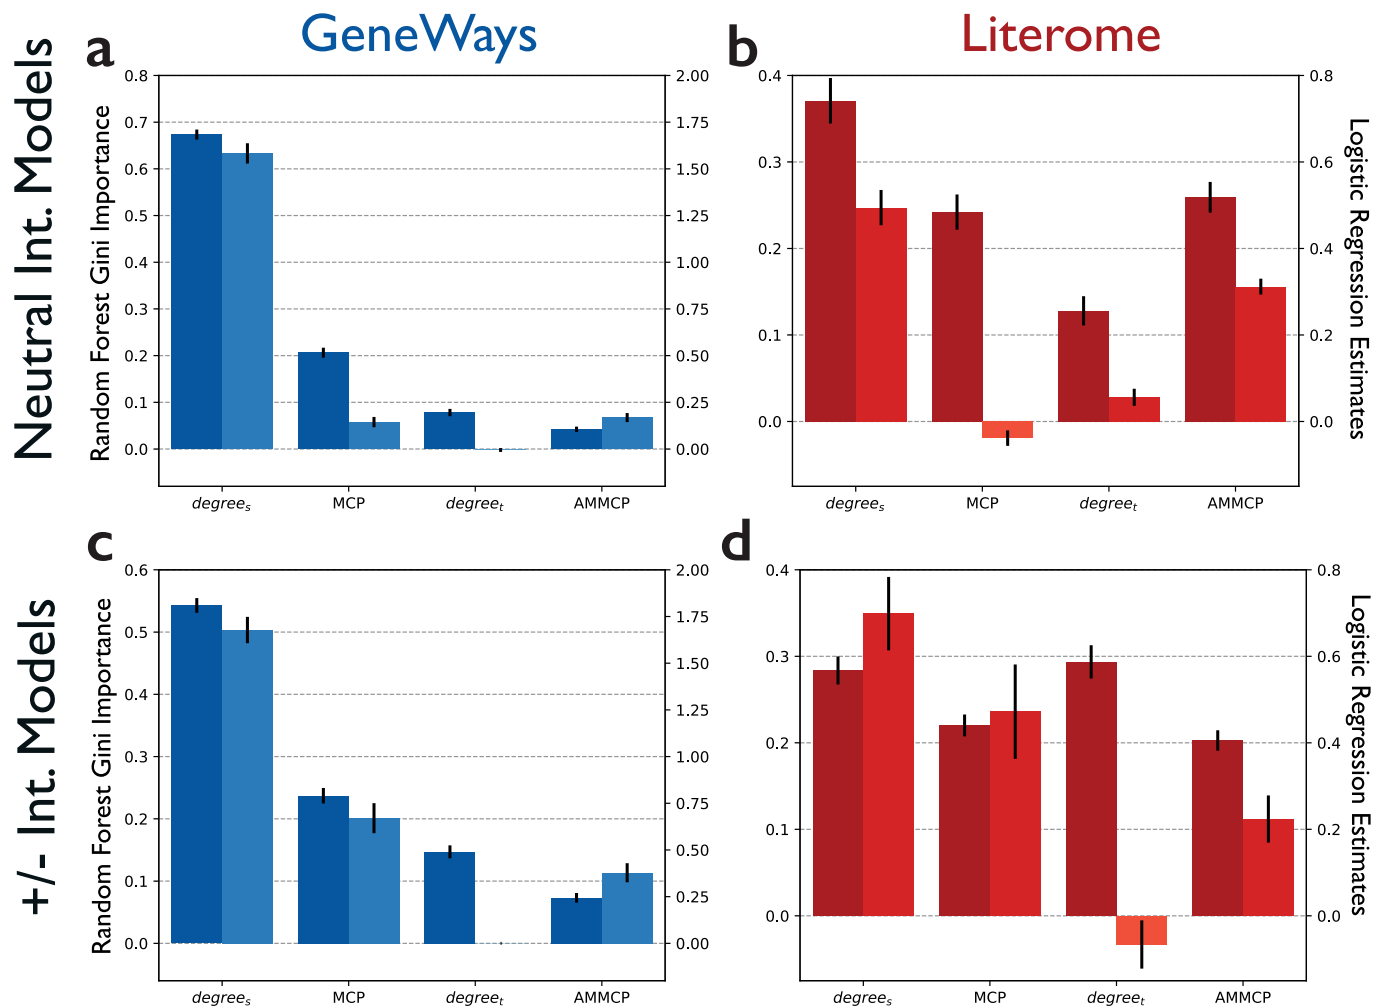 GeneWays
Literome
Neutral Int. Models
+/- Int. Models
a
Random Forest Gini Importance
0.8
0.7
0.6
0.5
0.4
0.3
0.2
0.1
0.0
2.00
1.75
1.50
1.25
1.00
0.75
0.50
0.25
0.00
degreeₛ
MCP
degreeₜ
AMMCP
b
0.4
0.3
0.2
0.1
0.0
0.8
0.6
0.4
0.2
0.0
Logistic Regression Estimates
degreeₛ
MCP
degreeₜ
AMMCP
c
Random Forest Gini Importance
0.6
0.5
0.4
0.3
0.2
0.1
0.0
2.00
1.75
1.50
1.25
1.00
0.75
0.50
0.25
0.00
degreeₛ
MCP
degreeₜ
AMMCP
d
0.4
0.3
0.2
0.1
0.0
0.8
0.6
0.4
0.2
0.0
Logistic Regression Estimates
degreeₛ
MCP
degreeₜ
AMMCP